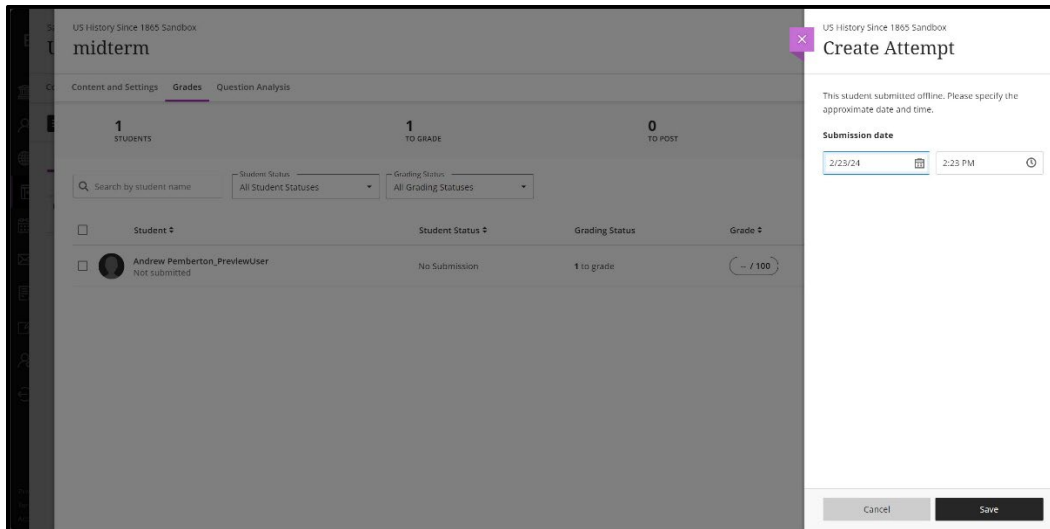 US History Since 1865 Sandbox
midterm
Content and Settings Grades Question Analysis
1
STUDENTS
1
TO GRADE
0
TO POST
Search by student name
Student Status
All Student Statuses
Grading Status
All Grading Statuses
Student Student Status Grading Status Grade
Andrew Pemberton_PreviewUser
Not submitted
No Submission
1 to grade
-- / 100
US History Since 1865 Sandbox
Create Attempt
This student submitted offline. Please specify the
approximate date and time.
Submission date
2/23/24
2:23 PM
Cancel
Save